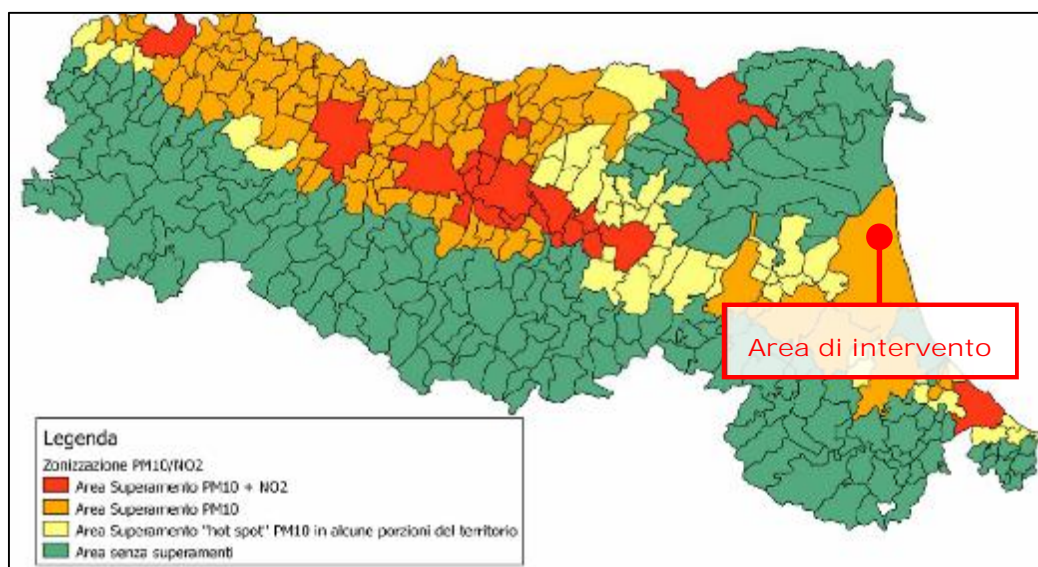 Area di intervento
Legenda
Zonizzazione PM10/NO2
Area Superamento PM10 + NO2
Area Superamento PM10
Area Superamento "hot spot" PM10 in alcune porzioni del territorio
Area senza superamenti